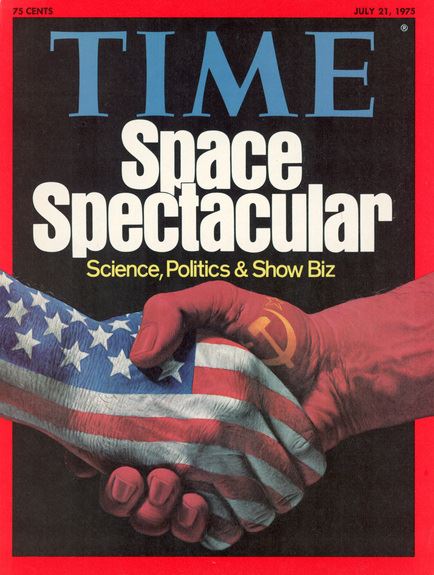 75 CENTS
JULY 21, 1975
TIME®
Space
Spectacular
Science, Politics & Show Biz